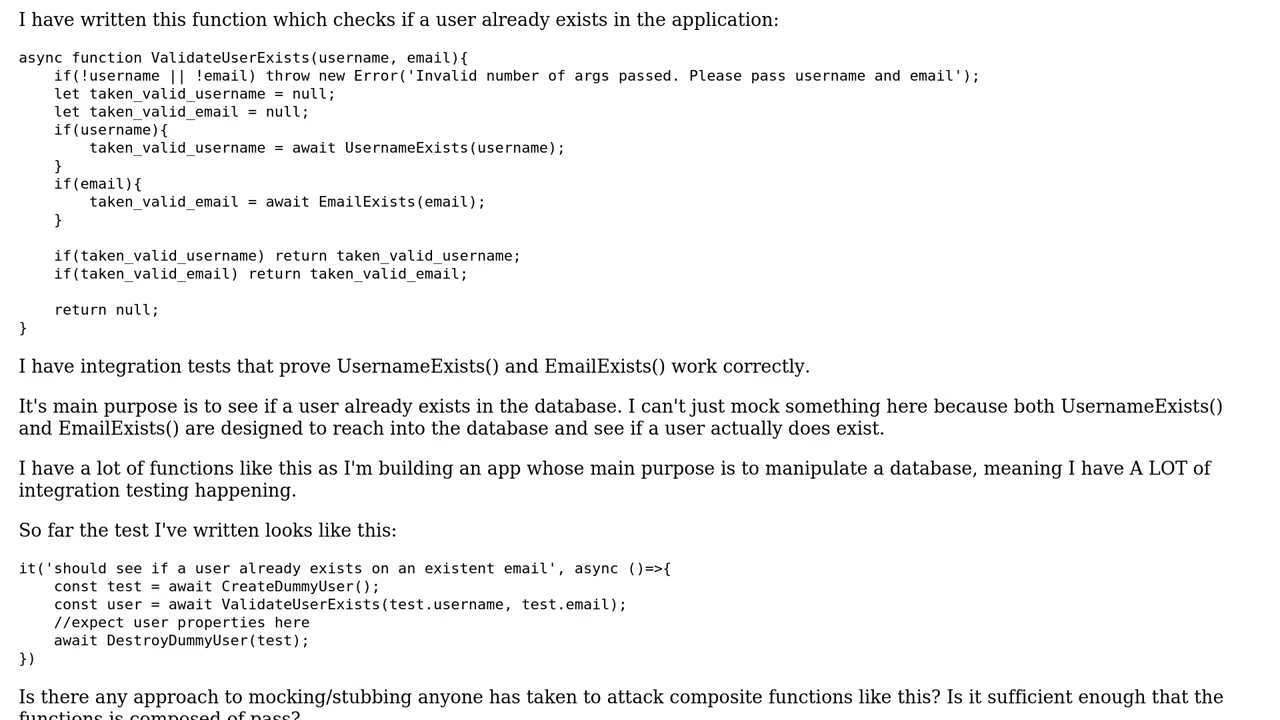 I have written this function which checks if a user already exists in the application:
async function ValidateUserExists(username, email){
    if(!username || !email) throw new Error('Invalid number of args passed. Please pass username and email');
    let taken_valid_username = null;
    let taken_valid_email = null;
    if(username){
        taken_valid_username = await UsernameExists(username);
    }
    if(email){
        taken_valid_email = await EmailExists(email);
    }

    if(taken_valid_username) return taken_valid_username;
    if(taken_valid_email) return taken_valid_email;

    return null;
}
I have integration tests that prove UsernameExists() and EmailExists() work correctly.
It's main purpose is to see if a user already exists in the database. I can't just mock something here because both UsernameExists()
and EmailExists() are designed to reach into the database and see if a user actually does exist.
I have a lot of functions like this as I'm building an app whose main purpose is to manipulate a database, meaning I have A LOT of
integration testing happening.
So far the test I've written looks like this:
it('should see if a user already exists on an existent email', async ()=>{
    const test = await CreateDummyUser();
    const user = await ValidateUserExists(test.username, test.email);
    //expect user properties here
    await DestroyDummyUser(test);
})
Is there any approach to mocking/stubbing anyone has taken to attack composite functions like this? Is it sufficient enough that the
functions is composed of pass?